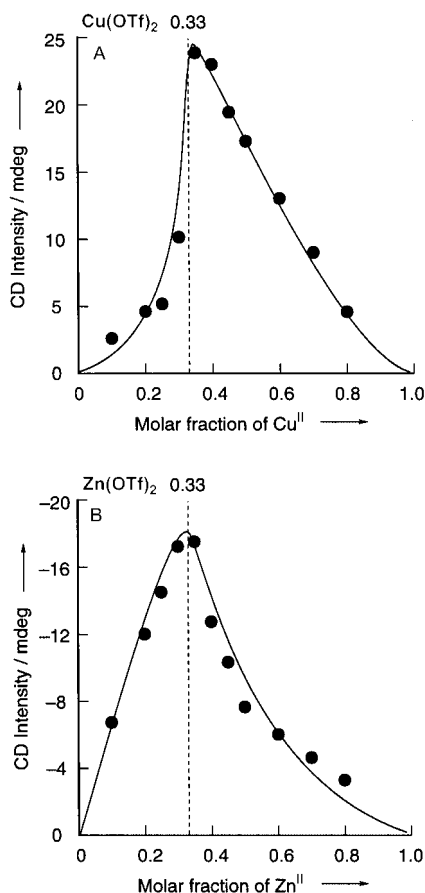 Cu(OTf)2 0.33
A
25
20
15
10
5
0
CD Intensity / mdeg
0 0.2 0.4 0.6 0.8 1.0
Molar fraction of Cu^II
Zn(OTf)2 0.33
B
-20
-16
-12
-8
-4
0
CD Intensity / mdeg
0 0.2 0.4 0.6 0.8 1.0
Molar fraction of Zn^II